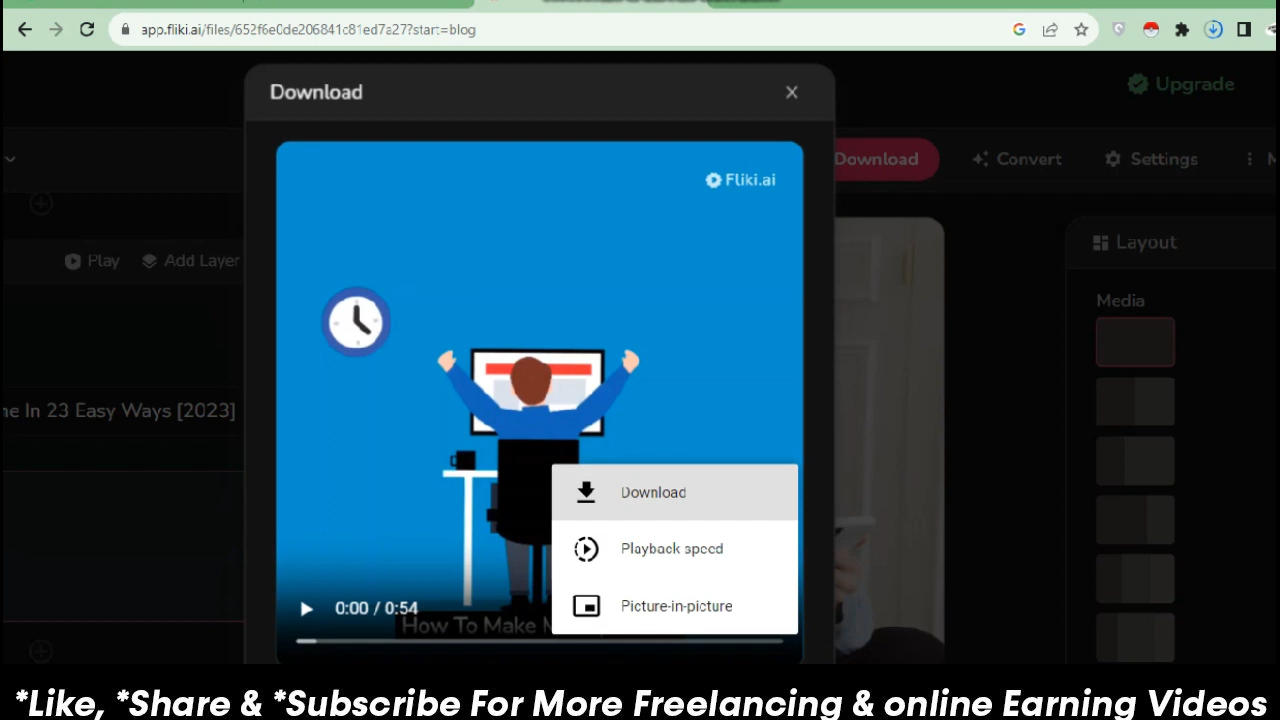 app.fliki.ai/files/652f6e0de206841c81ed7a27?start=blog
Download
Upgrade
Fliki.ai
Download
Convert
Settings
Play
Add Layer
Layout
Media
ne In 23 Easy Ways [2023]
Download
Playback speed
Picture-in-picture
0:00 / 0:54
How To Make
*Like, *Share & *Subscribe For More Freelancing & online Earning Videos